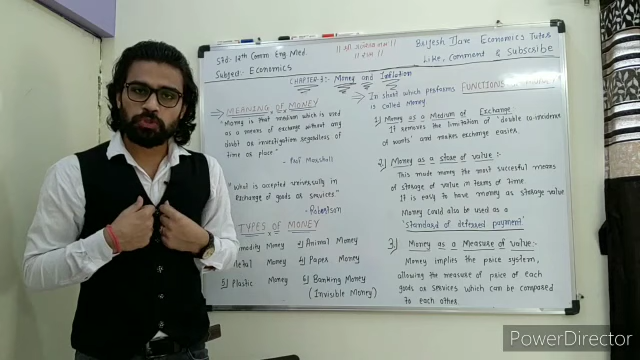 Std: 12th Comm Eng. Med.
Subject: Economics
Brijesh Tutor
Economics
Like, Comment & Subscribe
CHAPTER-3:- Money and Inflation
MEANING OF MONEY
"Money is that medium which is used
as a means of exchange without any
doubt or investigation regardless of
time or place"
- Prof Marshall
"What is accepted universally in
exchange of goods or services."
- Robertson
TYPES OF MONEY
modity Money 2) Animal Money
Metal Money 4) Paper Money
5) Plastic Money 6) Banking Money
(Invisible Money)
In short which performs FUNCTIONS
is called Money
1) Money as a Medium of Exchange:
It removes the limitation of 'double co-incidence
of wants' and makes exchange easier.
2) Money as a store of value:-
This made money the most successful means
of storage of value in terms of time.
It is easy to have money as storage value
Money could also be used as a
'standard of deferred payment'
3) Money as a Measure of value:-
Money implies the price system,
allowing the measure of price of each
goods or services which can be compared
to each other.
PowerDirector